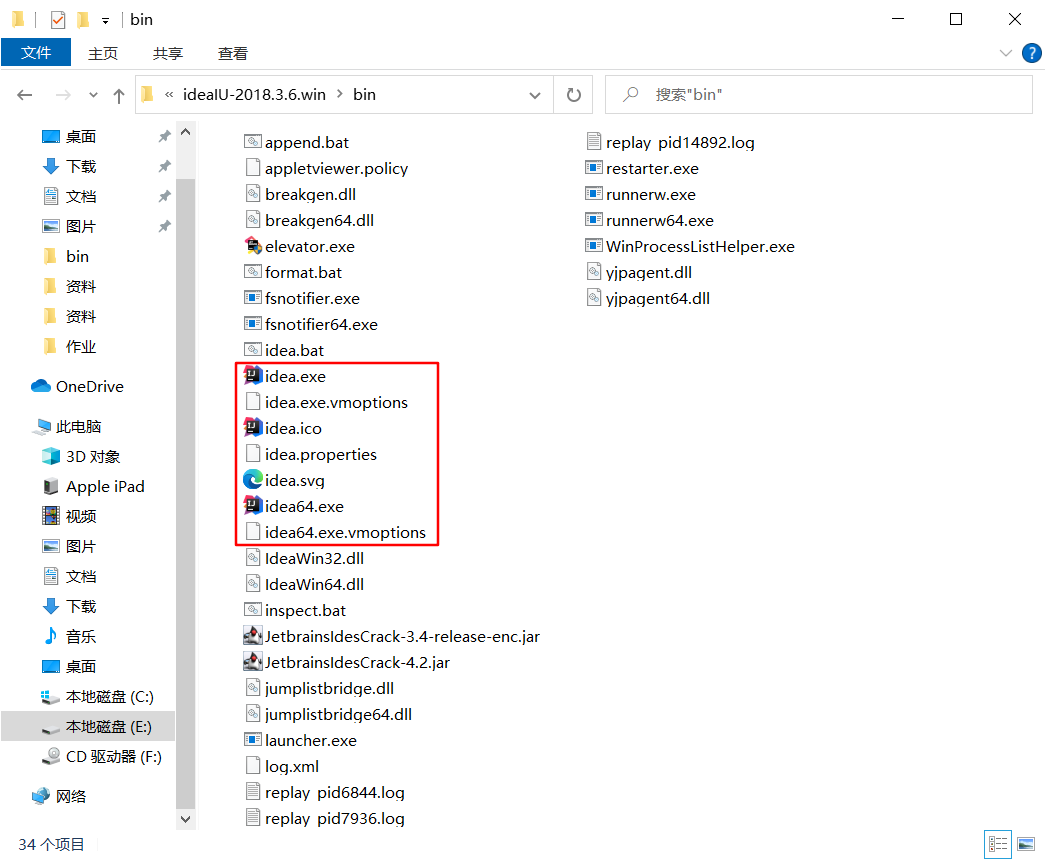 bin
文件 主页 共享 查看
« ideaIU-2018.3.6.win > bin
搜索"bin"
桌面
下载
文档
图片
bin
资料
资料
作业
OneDrive
此电脑
3D 对象
Apple iPad
视频
图片
文档
下载
音乐
桌面
本地磁盘 (C:)
本地磁盘 (E:)
CD 驱动器 (F:)
网络
append.bat
appletviewer.policy
breakgen.dll
breakgen64.dll
elevator.exe
format.bat
fsnotifier.exe
fsnotifier64.exe
idea.bat
idea.exe
idea.exe.vmoptions
idea.ico
idea.properties
idea.svg
idea64.exe
idea64.exe.vmoptions
IdeaWin32.dll
IdeaWin64.dll
inspect.bat
JetbrainsIdesCrack-3.4-release-enc.jar
JetbrainsIdesCrack-4.2.jar
jumplistbridge.dll
jumplistbridge64.dll
launcher.exe
log.xml
replay_pid6844.log
replay_pid7936.log
replay_pid14892.log
restarter.exe
runnerw.exe
runnerw64.exe
WinProcessListHelper.exe
yjpagent.dll
yjpagent64.dll
34 个项目